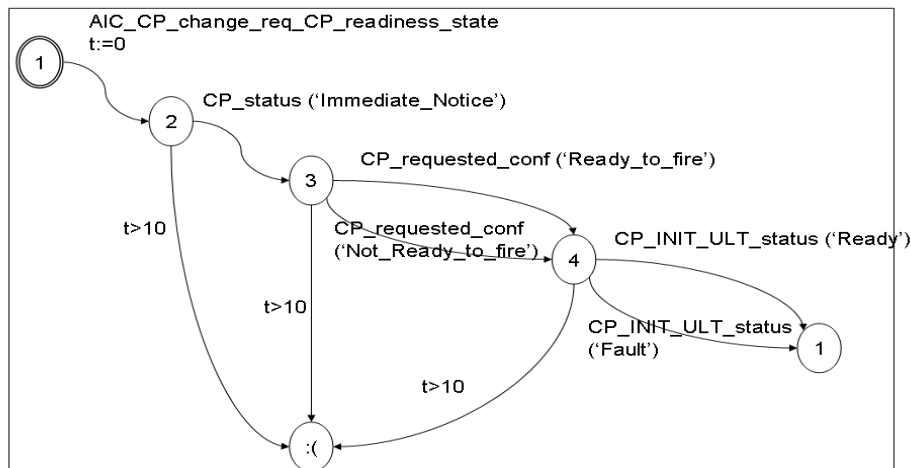 AIC_CP_change_req_CP_readiness_state
t:=0
1
CP_status (‘Immediate_Notice’)
2
CP_requested_conf (‘Ready_to_fire’)
3
t>10
CP_requested_conf
(‘Not_Ready_to_fire’)
CP_INIT_ULT_status (‘Ready’)
4
t>10
CP_INIT_ULT_status
(‘Fault’)
1
t>10
:(